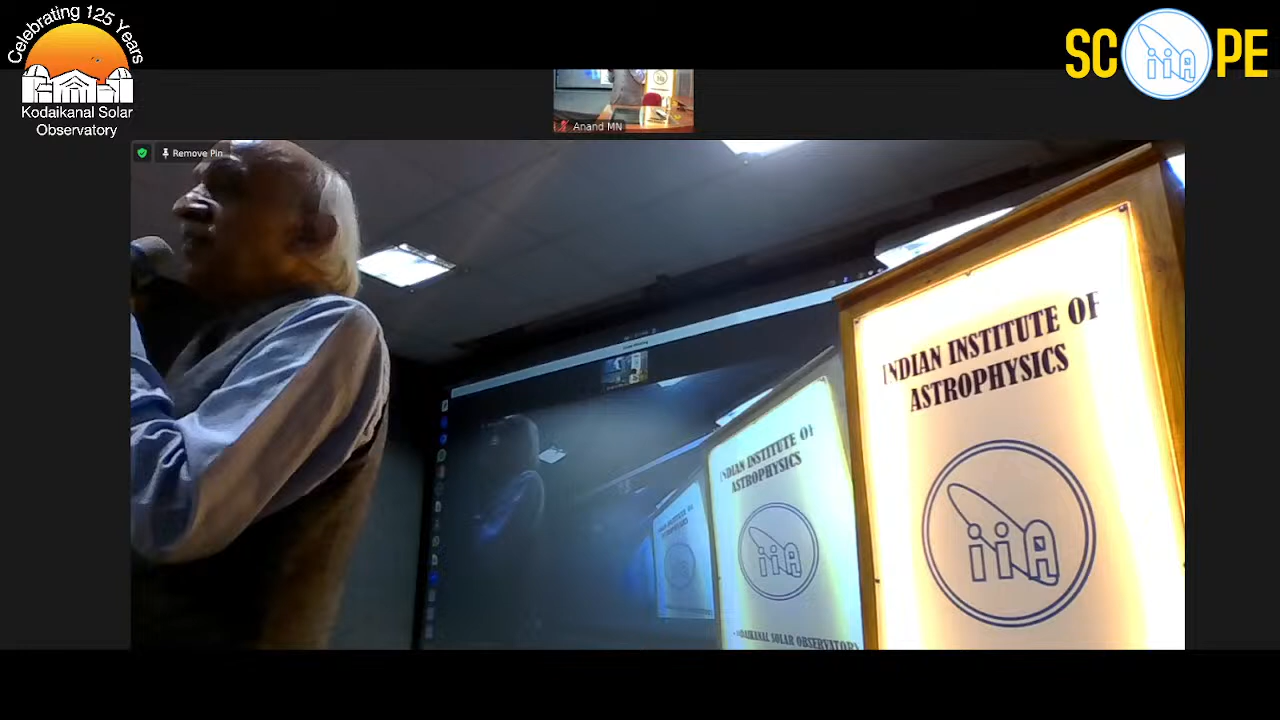 Celebrating 125 Years
Kodaikanal Solar
Observatory
SC iiA PE
Anand MN
Remove Pin
INDIAN INSTITUTE OF
ASTROPHYSICS
iiA
INDIAN INSTITUTE OF
ASTROPHYSICS
iiA
KODAIKANAL SOLAR OBSERVATORY